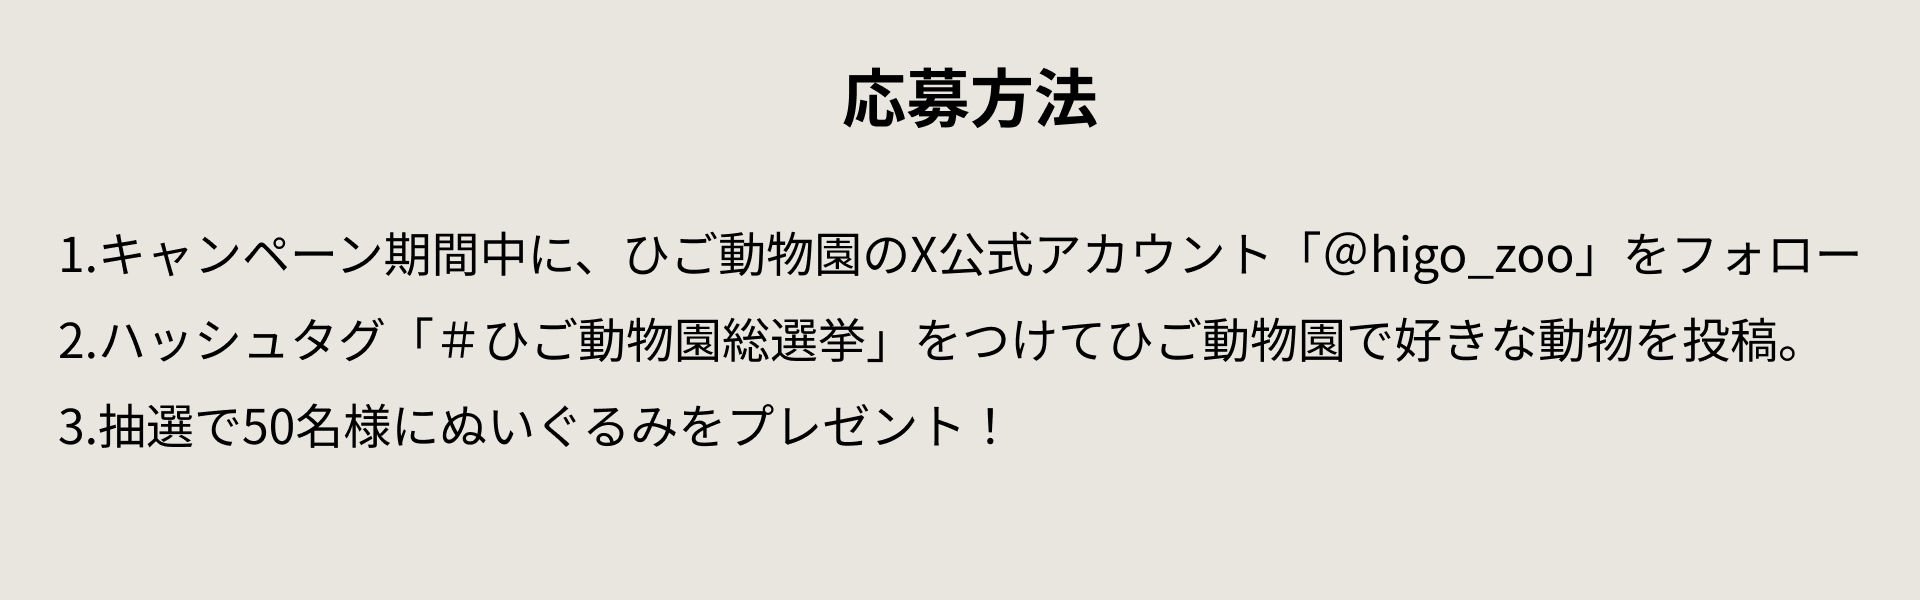 応募方法
1.キャンペーン期間中に、ひご動物園のX公式アカウント「@higo_zoo」をフォロー
2.ハッシュタグ「＃ひご動物園総選挙」をつけてひご動物園で好きな動物を投稿。
3.抽選で50名様にぬいぐるみをプレゼント！